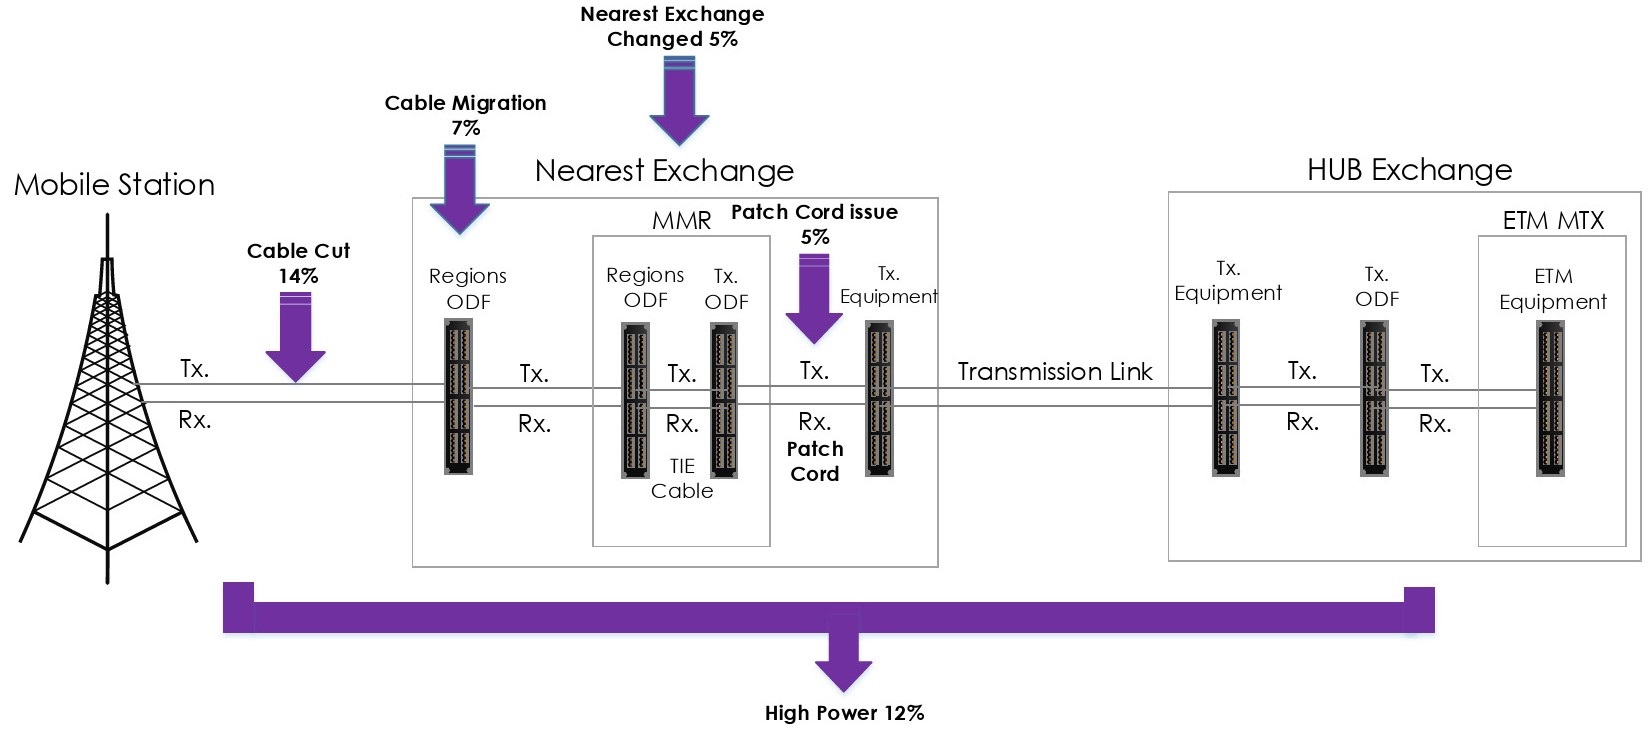 Nearest Exchange
Changed 5%
Cable Migration
7%
Nearest Exchange
HUB Exchange
Mobile Station
Patch Cord issue
5%
MMR
ETM MTX
Cable Cut
14%
Regions
ODF
Regions
ODF
Tx.
ODF
Tx.
Equipment
Tx.
Equipment
Tx.
ODF
ETM
Equipment
Tx.
Tx.
Tx.
Tx.
Transmission Link
Tx.
Tx.
Rx.
Rx.
Rx.
Rx.
Rx.
Rx.
Patch
Cord
TIE
Cable
High Power 12%